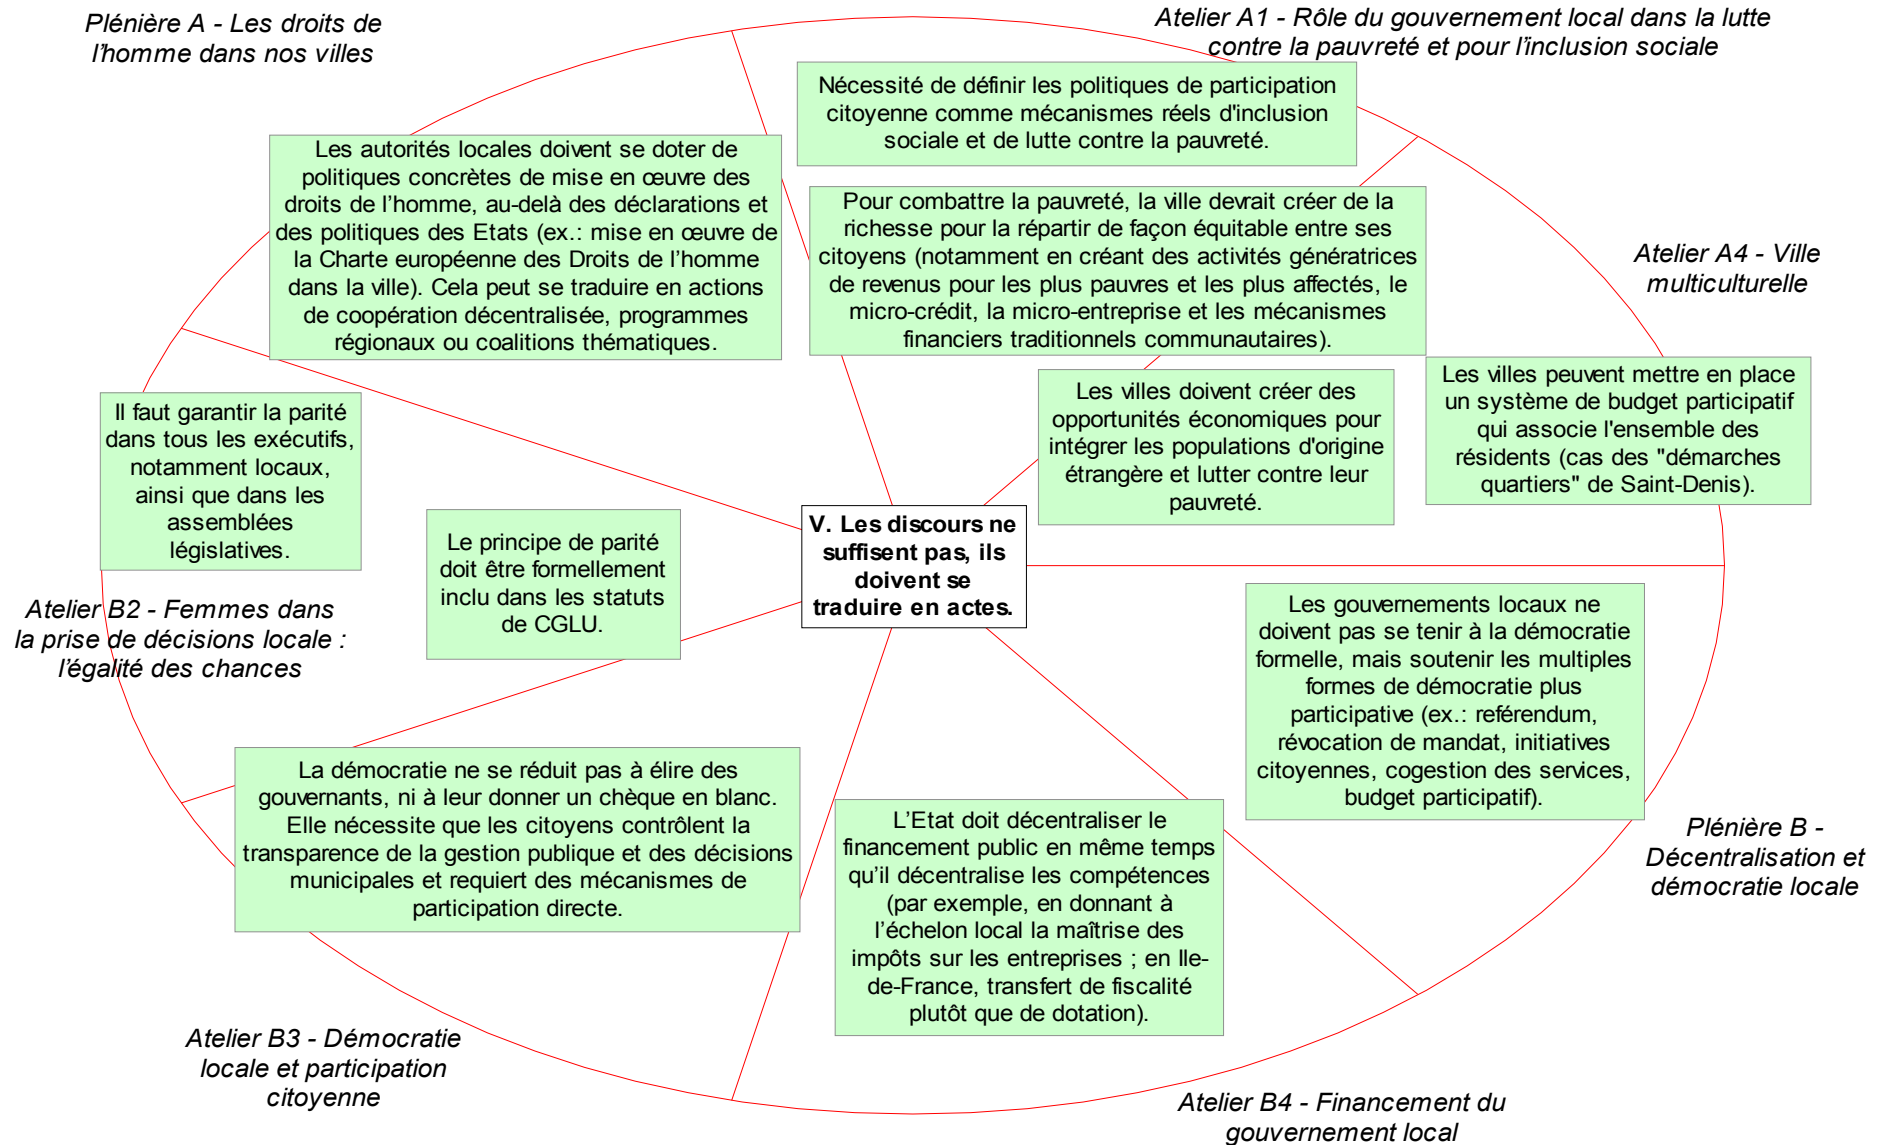 Plénière A - Les droits de
l'homme dans nos villes
Atelier A1 - Rôle du gouvernement local dans la lutte
contre la pauvreté et pour l'inclusion sociale
Nécessité de définir les politiques de participation
citoyenne comme mécanismes réels d'inclusion
sociale et de lutte contre la pauvreté.
Les autorités locales doivent se doter de
politiques concrètes de mise en œuvre des
droits de l'homme, au-delà des déclarations et
des politiques des Etats (ex.: mise en œuvre de
la Charte européenne des Droits de l'homme
dans la ville). Cela peut se traduire en actions
de coopération décentralisée, programmes
régionaux ou coalitions thématiques.
Pour combattre la pauvreté, la ville devrait créer de la
richesse pour la répartir de façon équitable entre ses
citoyens (notamment en créant des activités génératrices
de revenus pour les plus pauvres et les plus affectés, le
micro-crédit, la micro-entreprise et les mécanismes
financiers traditionnels communautaires).
Atelier A4 - Ville
multiculturelle
Les villes doivent créer des
opportunités économiques pour
intégrer les populations d'origine
étrangère et lutter contre leur
pauvreté.
Les villes peuvent mettre en place
un système de budget participatif
qui associe l'ensemble des
résidents (cas des "démarches
quartiers" de Saint-Denis).
Il faut garantir la parité
dans tous les exécutifs,
notamment locaux,
ainsi que dans les
assemblées
législatives.
Le principe de parité
doit être formellement
inclu dans les statuts
de CGLU.
V. Les discours ne
suffisent pas, ils
doivent se
traduire en actes.
Atelier B2 - Femmes dans
la prise de décisions locale :
l'égalité des chances
Les gouvernements locaux ne
doivent pas se tenir à la démocratie
formelle, mais soutenir les multiples
formes de démocratie plus
participative (ex.: reférendum,
révocation de mandat, initiatives
citoyennes, cogestion des services,
budget participatif).
La démocratie ne se réduit pas à élire des
gouvernants, ni à leur donner un chèque en blanc.
Elle nécessite que les citoyens contrôlent la
transparence de la gestion publique et des décisions
municipales et requiert des mécanismes de
participation directe.
L'Etat doit décentraliser le
financement public en même temps
qu'il décentralise les compétences
(par exemple, en donnant à
l'échelon local la maîtrise des
impôts sur les entreprises ; en Ile-
de-France, transfert de fiscalité
plutôt que de dotation).
Plénière B -
Décentralisation et
démocratie locale
Atelier B3 - Démocratie
locale et participation
citoyenne
Atelier B4 - Financement du
gouvernement local